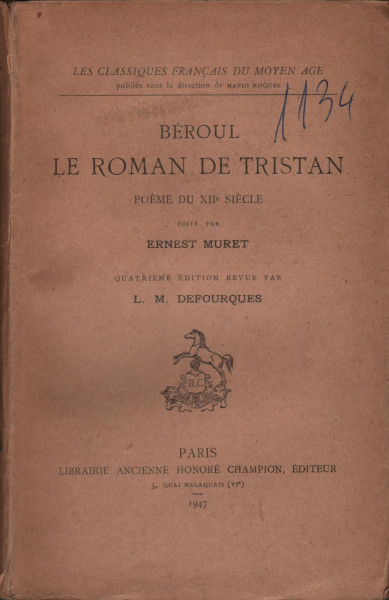 LES CLASSIQUES FRANÇAIS DU MOYEN AGE
publiés sous la direction de MARIO ROQUES
1134
BÉROUL
LE ROMAN DE TRISTAN
POÈME DU XIIe SIÈCLE
ÉDITÉ PAR
ERNEST MURET
QUATRIÈME ÉDITION REVUE PAR
L. M. DEFOURQUES
H.C
PARIS
LIBRAIRIE ANCIENNE HONORÉ CHAMPION, ÉDITEUR
5, QUAI MALAQUAIS (VIe)
1947